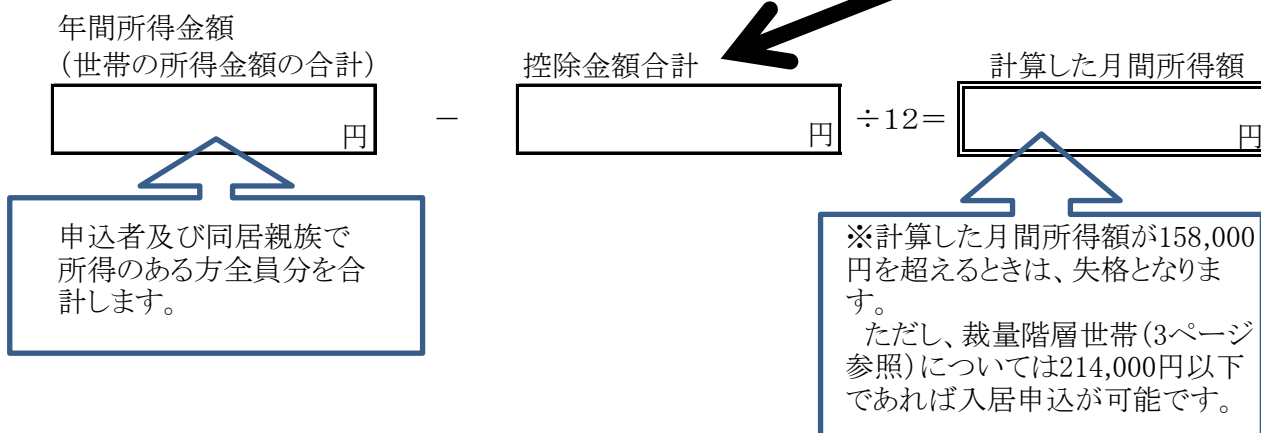 年間所得金額
（世帯の所得金額の合計）
円
－
控除金額合計
円
÷12＝
計算した月間所得額
円
申込者及び同居親族で
所得のある方全員分を合
計します。
※計算した月間所得額が158,000
円を超えるときは、失格となりま
す。
ただし、裁量階層世帯（3ページ
参照）については214,000円以下
であれば入居申込が可能です。